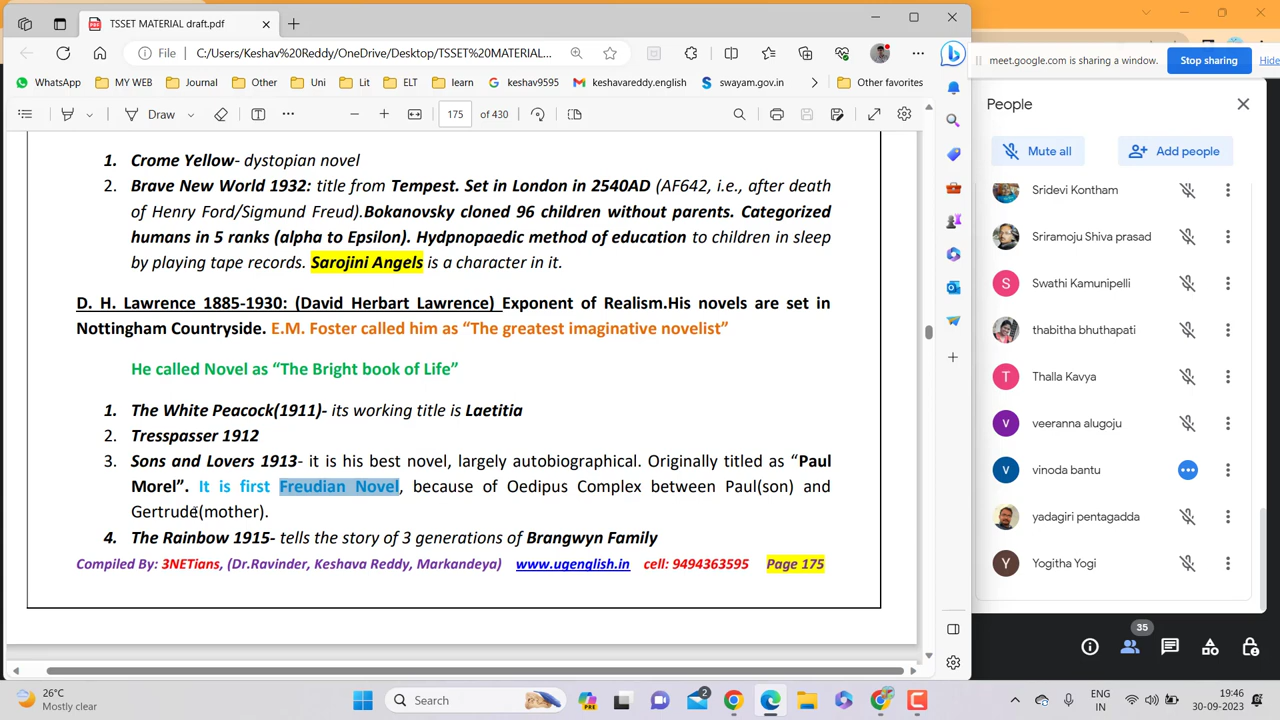 TSSET MATERIAL draft.pdf
File
C:/Users/Keshav%20Reddy/OneDrive/Desktop/TSSET%20MATERIAL...
WhatsApp
MY WEB
Journal
Other
Uni
Lit
ELT
learn
keshav9595
keshavareddy.english
swayam.gov.in
Other favorites
Draw
175
of 430
1. Crome Yellow- dystopian novel
2. Brave New World 1932: title from Tempest. Set in London in 2540AD (AF642, i.e., after death
of Henry Ford/Sigmund Freud).Bokanovsky cloned 96 children without parents. Categorized
humans in 5 ranks (alpha to Epsilon). Hydpnopaedic method of education to children in sleep
by playing tape records. Sarojini Angels is a character in it.
D. H. Lawrence 1885-1930: (David Herbart Lawrence) Exponent of Realism.His novels are set in
Nottingham Countryside. E.M. Foster called him as “The greatest imaginative novelist”
He called Novel as “The Bright book of Life”
1. The White Peacock(1911)- its working title is Laetitia
2. Tresspasser 1912
3. Sons and Lovers 1913- it is his best novel, largely autobiographical. Originally titled as “Paul
Morel”. It is first Freudian Novel, because of Oedipus Complex between Paul(son) and
Gertrude(mother).
4. The Rainbow 1915- tells the story of 3 generations of Brangwyn Family
Compiled By: 3NETians, (Dr.Ravinder, Keshava Reddy, Markandeya) www.ugenglish.in cell: 9494363595 Page 175
meet.google.com is sharing a window.
Stop sharing
Hide
People
Mute all
Add people
Sridevi Kontham
Sriramoju Shiva prasad
S
Swathi Kamunipelli
thabitha bhuthapati
T
Thalla Kavya
v
veeranna alugoju
v
vinoda bantu
yadagiri pentagadda
Y
Yogitha Yogi
35
26°C
Mostly clear
Search
PRE
2
ENG
IN
19:46
30-09-2023